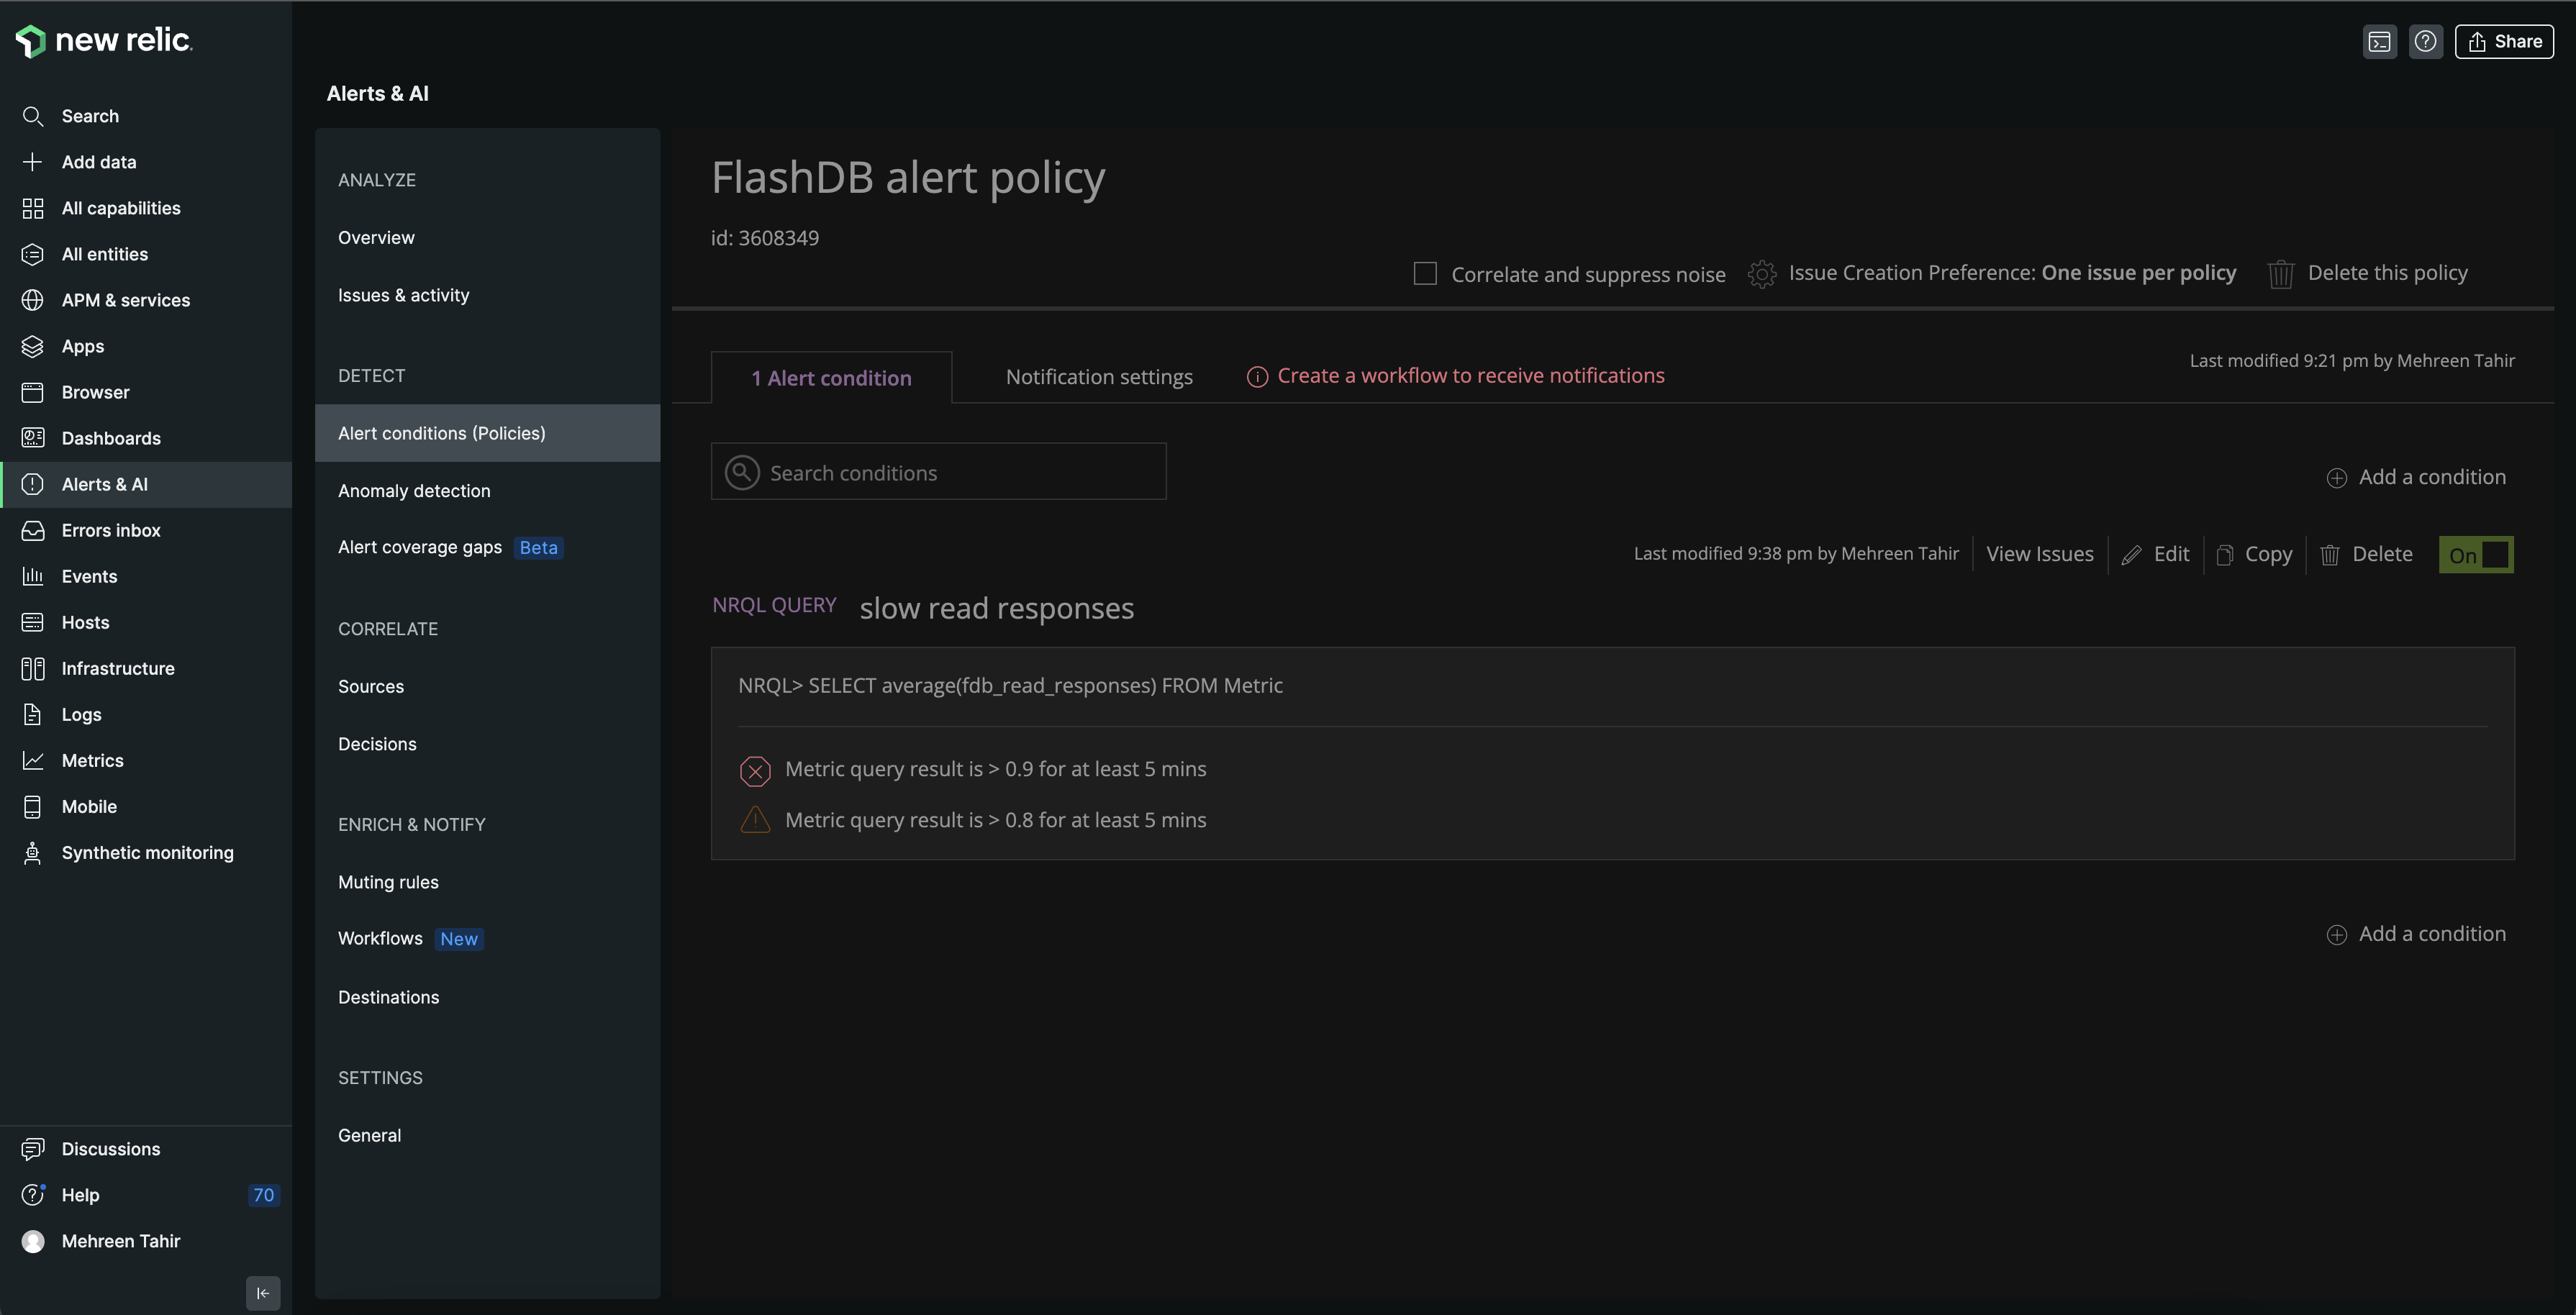 new relic.
Search
Add data
All capabilities
All entities
APM & services
Apps
Browser
Dashboards
Alerts & AI
Errors inbox
Events
Hosts
Infrastructure
Logs
Metrics
Mobile
Synthetic monitoring
Discussions
Help 70
Mehreen Tahir
Share
Alerts & AI
ANALYZE
Overview
Issues & activity
DETECT
Alert conditions (Policies)
Anomaly detection
Alert coverage gaps Beta
CORRELATE
Sources
Decisions
ENRICH & NOTIFY
Muting rules
Workflows New
Destinations
SETTINGS
General
FlashDB alert policy
id: 3608349
Correlate and suppress noise Issue Creation Preference: One issue per policy Delete this policy
1 Alert condition Notification settings Create a workflow to receive notifications Last modified 9:21 pm by Mehreen Tahir
Search conditions Add a condition
Last modified 9:38 pm by Mehreen Tahir View Issues Edit Copy Delete On
NRQL QUERY slow read responses
NRQL> SELECT average(fdb_read_responses) FROM Metric
Metric query result is > 0.9 for at least 5 mins
Metric query result is > 0.8 for at least 5 mins
Add a condition